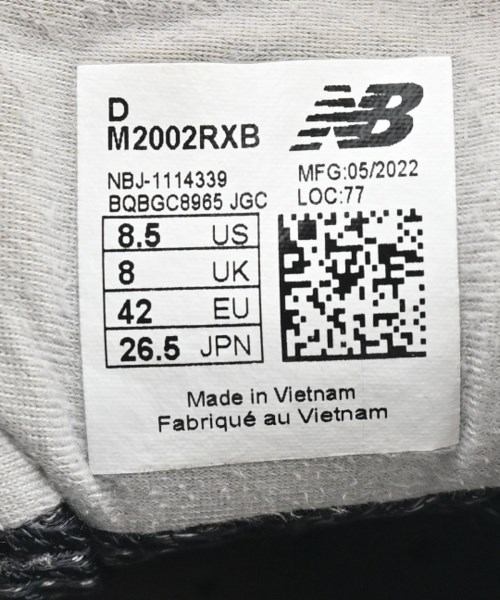 D
M2002RXB
NB
NBJ-1114339
BQBGC8965 JGC
MFG:05/2022
LOC:77
8.5 US
8 UK
42 EU
26.5 JPN
Made in Vietnam
Fabriqué au Vietnam